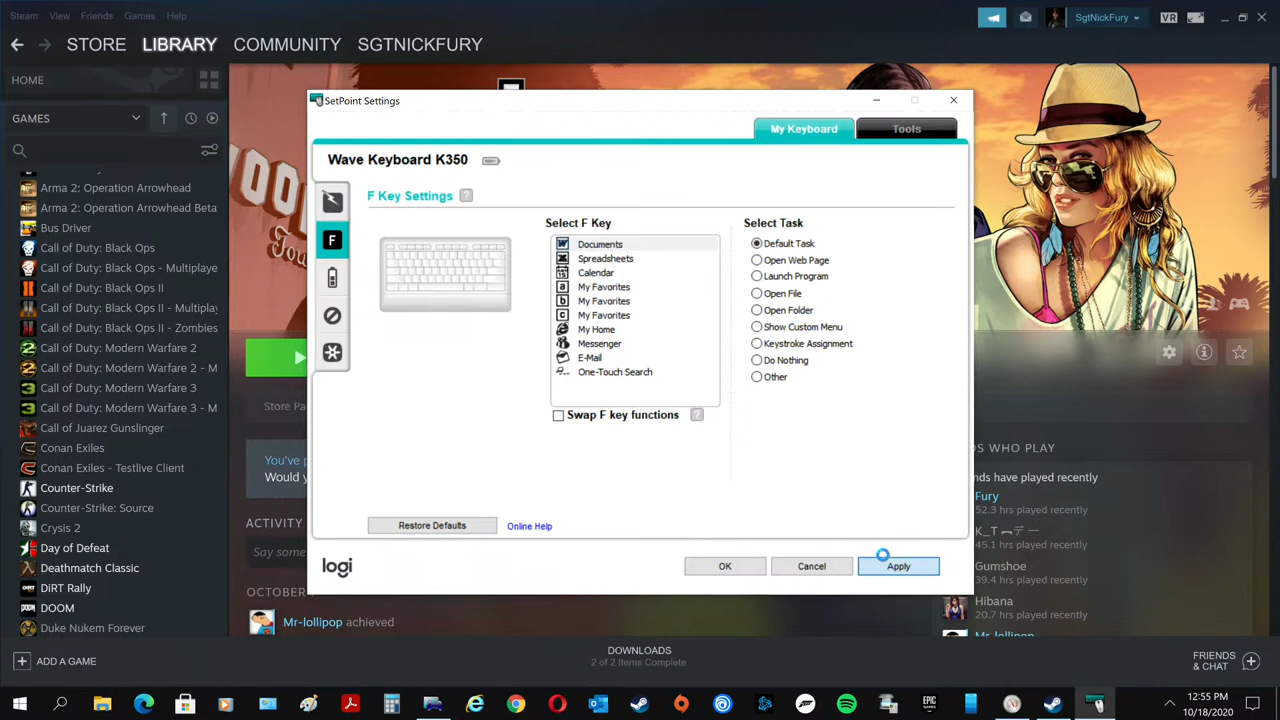 Steam View Friends Games Help
SgtNickFury
VR
STORE LIBRARY COMMUNITY SGTNICKFURY
HOME
GAMES
Arma 2: Operation Arrowhead
Arma 2: Operation Arrowhead Beta
Bus Driver
Call of Duty: Black Ops
Call of Duty: Black Ops - Multiplaye
Call of Duty: Black Ops II
Call of Duty: Black Ops II - Multiplay
Call of Duty: Black Ops II - Zombies
Call of Duty: Modern Warfare 2
Call of Duty: Modern Warfare 2 - M
Call of Duty: Modern Warfare 3
Call of Duty: Modern Warfare 3 - M
Call of Juarez Gunslinger
Conan Exiles
Conan Exiles - Testlive Client
Counter-Strike
Counter-Strike: Source
Crysis 2
Day of Defeat
Deathmatch Classic
DiRT Rally
DOOM
Duke Nukem Forever
ADD A GAME
Store Pa
You've p
Would y
ACTIVITY
Say some
OCTOBER
Mr-lollipop achieved
SetPoint Settings
My Keyboard
Tools
Wave Keyboard K350
F Key Settings ?
F
Select F Key
Documents
Spreadsheets
Calendar
My Favorites
My Favorites
My Favorites
My Home
Messenger
E-Mail
One-Touch Search
Swap F key functions ?
Select Task
Default Task
Open Web Page
Launch Program
Open File
Open Folder
Show Custom Menu
Keystroke Assignment
Do Nothing
Other
Restore Defaults
Online Help
logi
OK
Cancel
Apply
DS WHO PLAY
nds have played recently
Fury
52.3 hrs played recently
45.1 hrs played recently
Gumshoe
39.4 hrs played recently
Hibana
20.7 hrs played recently
Mr-lollipop
DOWNLOADS
2 of 2 Items Complete
FRIENDS
& CHAT
EPIC
GAMES
12:55 PM
10/18/2020